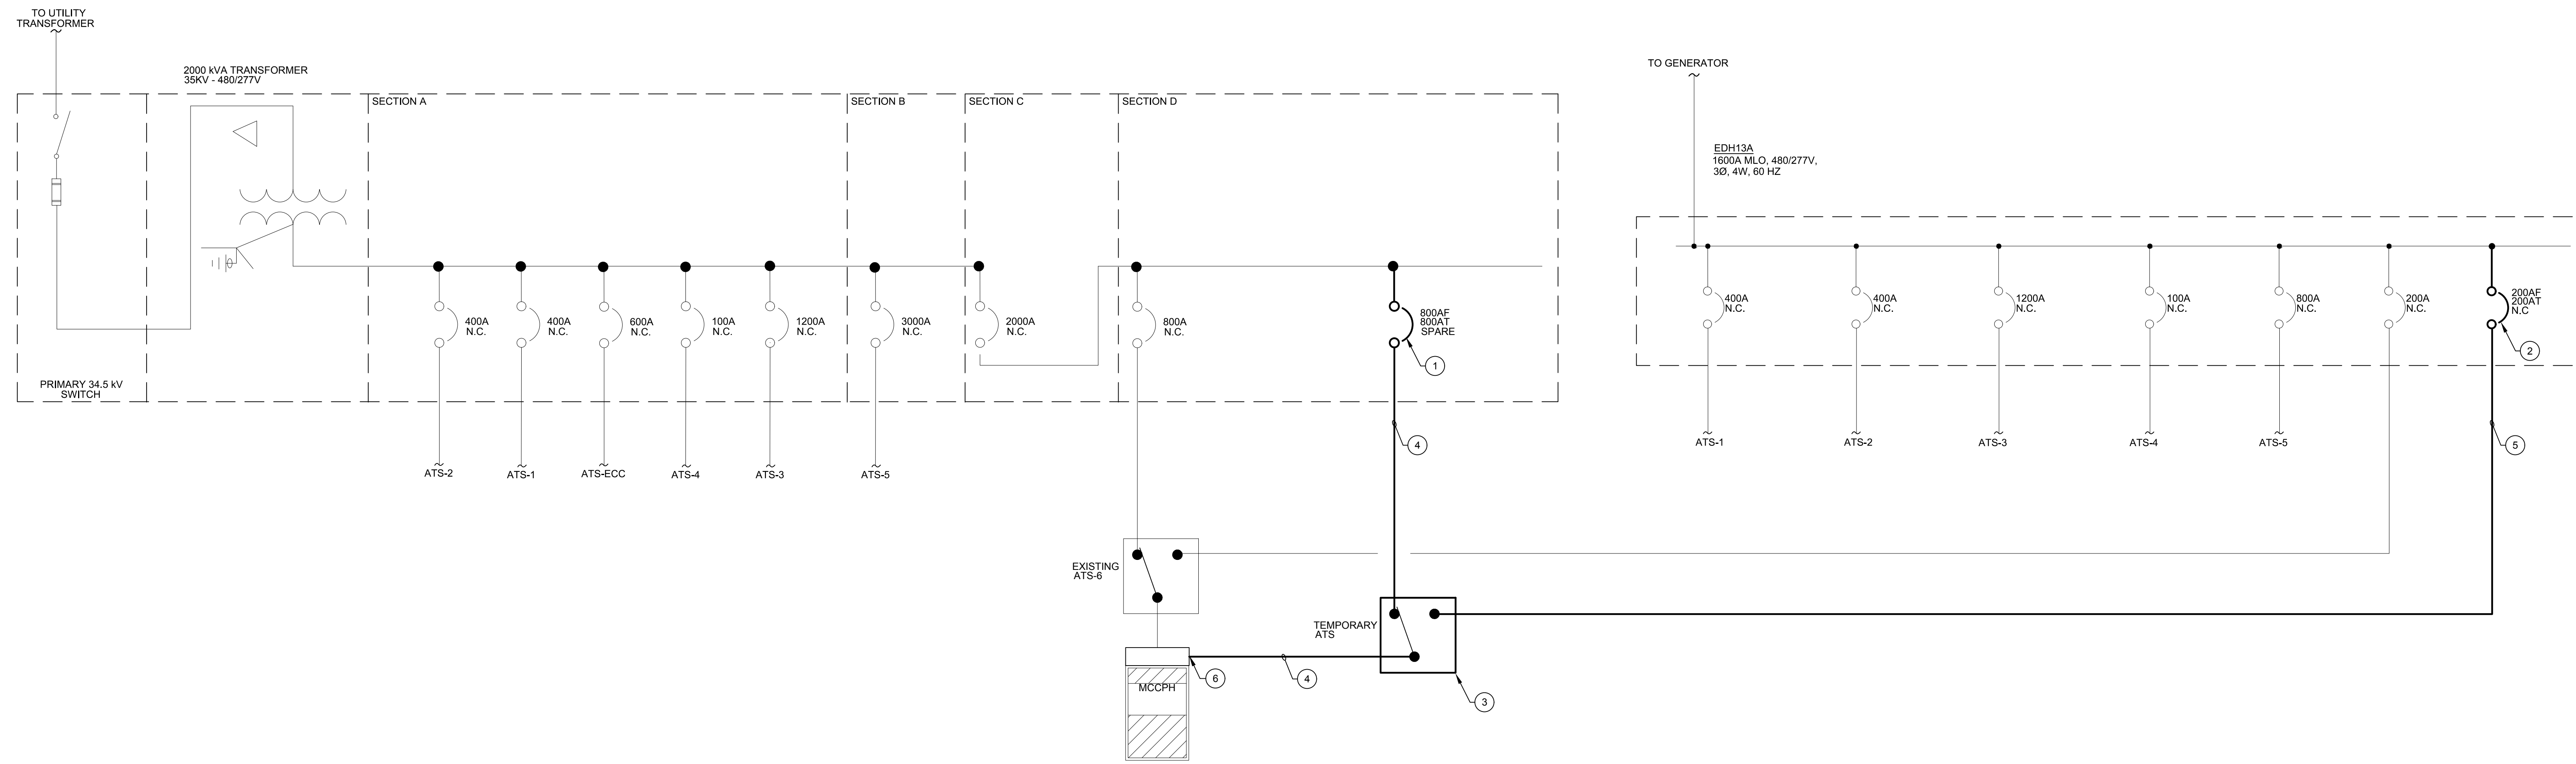 TO UTILITY
TRANSFORMER
2000 kVA TRANSFORMER
35KV - 480/277V
PRIMARY 34.5 kV
SWITCH
SECTION A
SECTION B
SECTION C
SECTION D
400A
N.C.
400A
N.C.
600A
N.C.
100A
N.C.
1200A
N.C.
3000A
N.C.
2000A
N.C.
800A
N.C.
800AF
800AT
SPARE
1
4
ATS-2
ATS-1
ATS-ECC
ATS-4
ATS-3
ATS-5
TO GENERATOR
EDH13A
1600A MLO, 480/277V,
3Ø, 4W, 60 HZ
400A
N.C.
400A
N.C.
1200A
N.C.
100A
N.C.
800A
N.C.
200A
N.C.
200AF
200AT
N.C
2
5
ATS-1
ATS-2
ATS-3
ATS-4
ATS-5
EXISTING
ATS-6
TEMPORARY
ATS
MCCPH
6
4
3